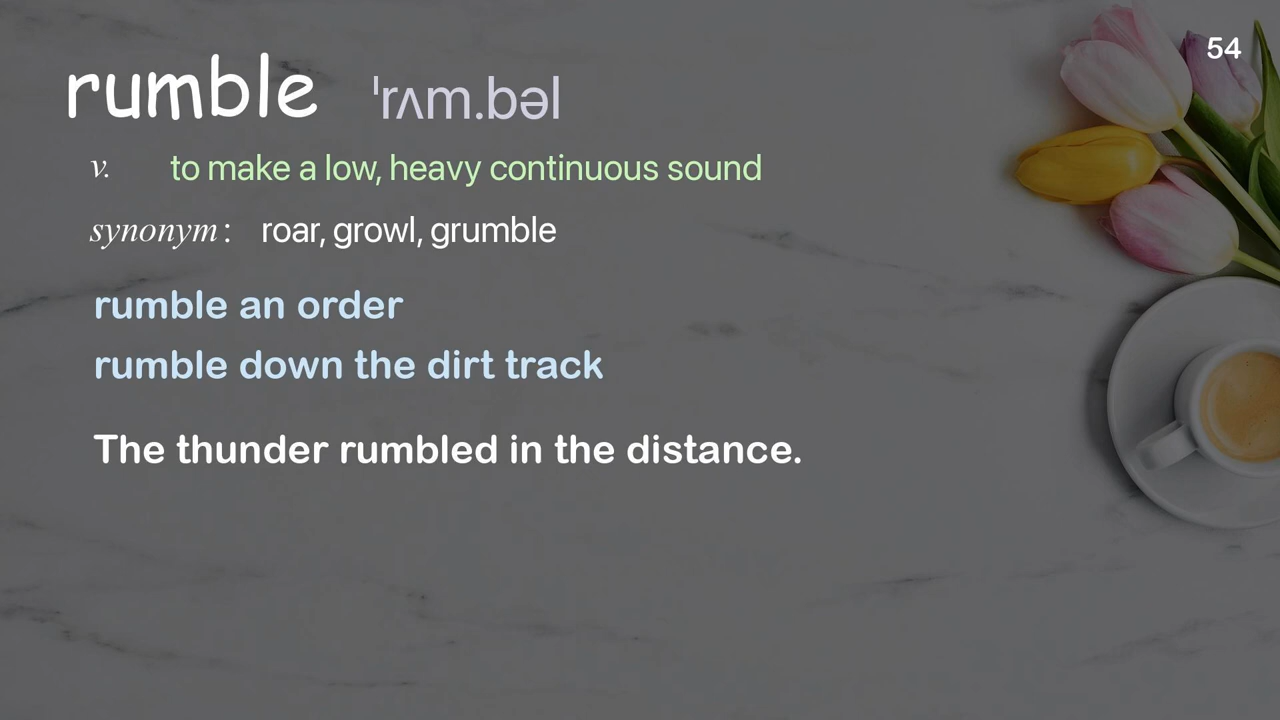 54
rumble ˈrʌm.bəl
v. to make a low, heavy continuous sound
synonym: roar, growl, grumble
rumble an order
rumble down the dirt track
The thunder rumbled in the distance.